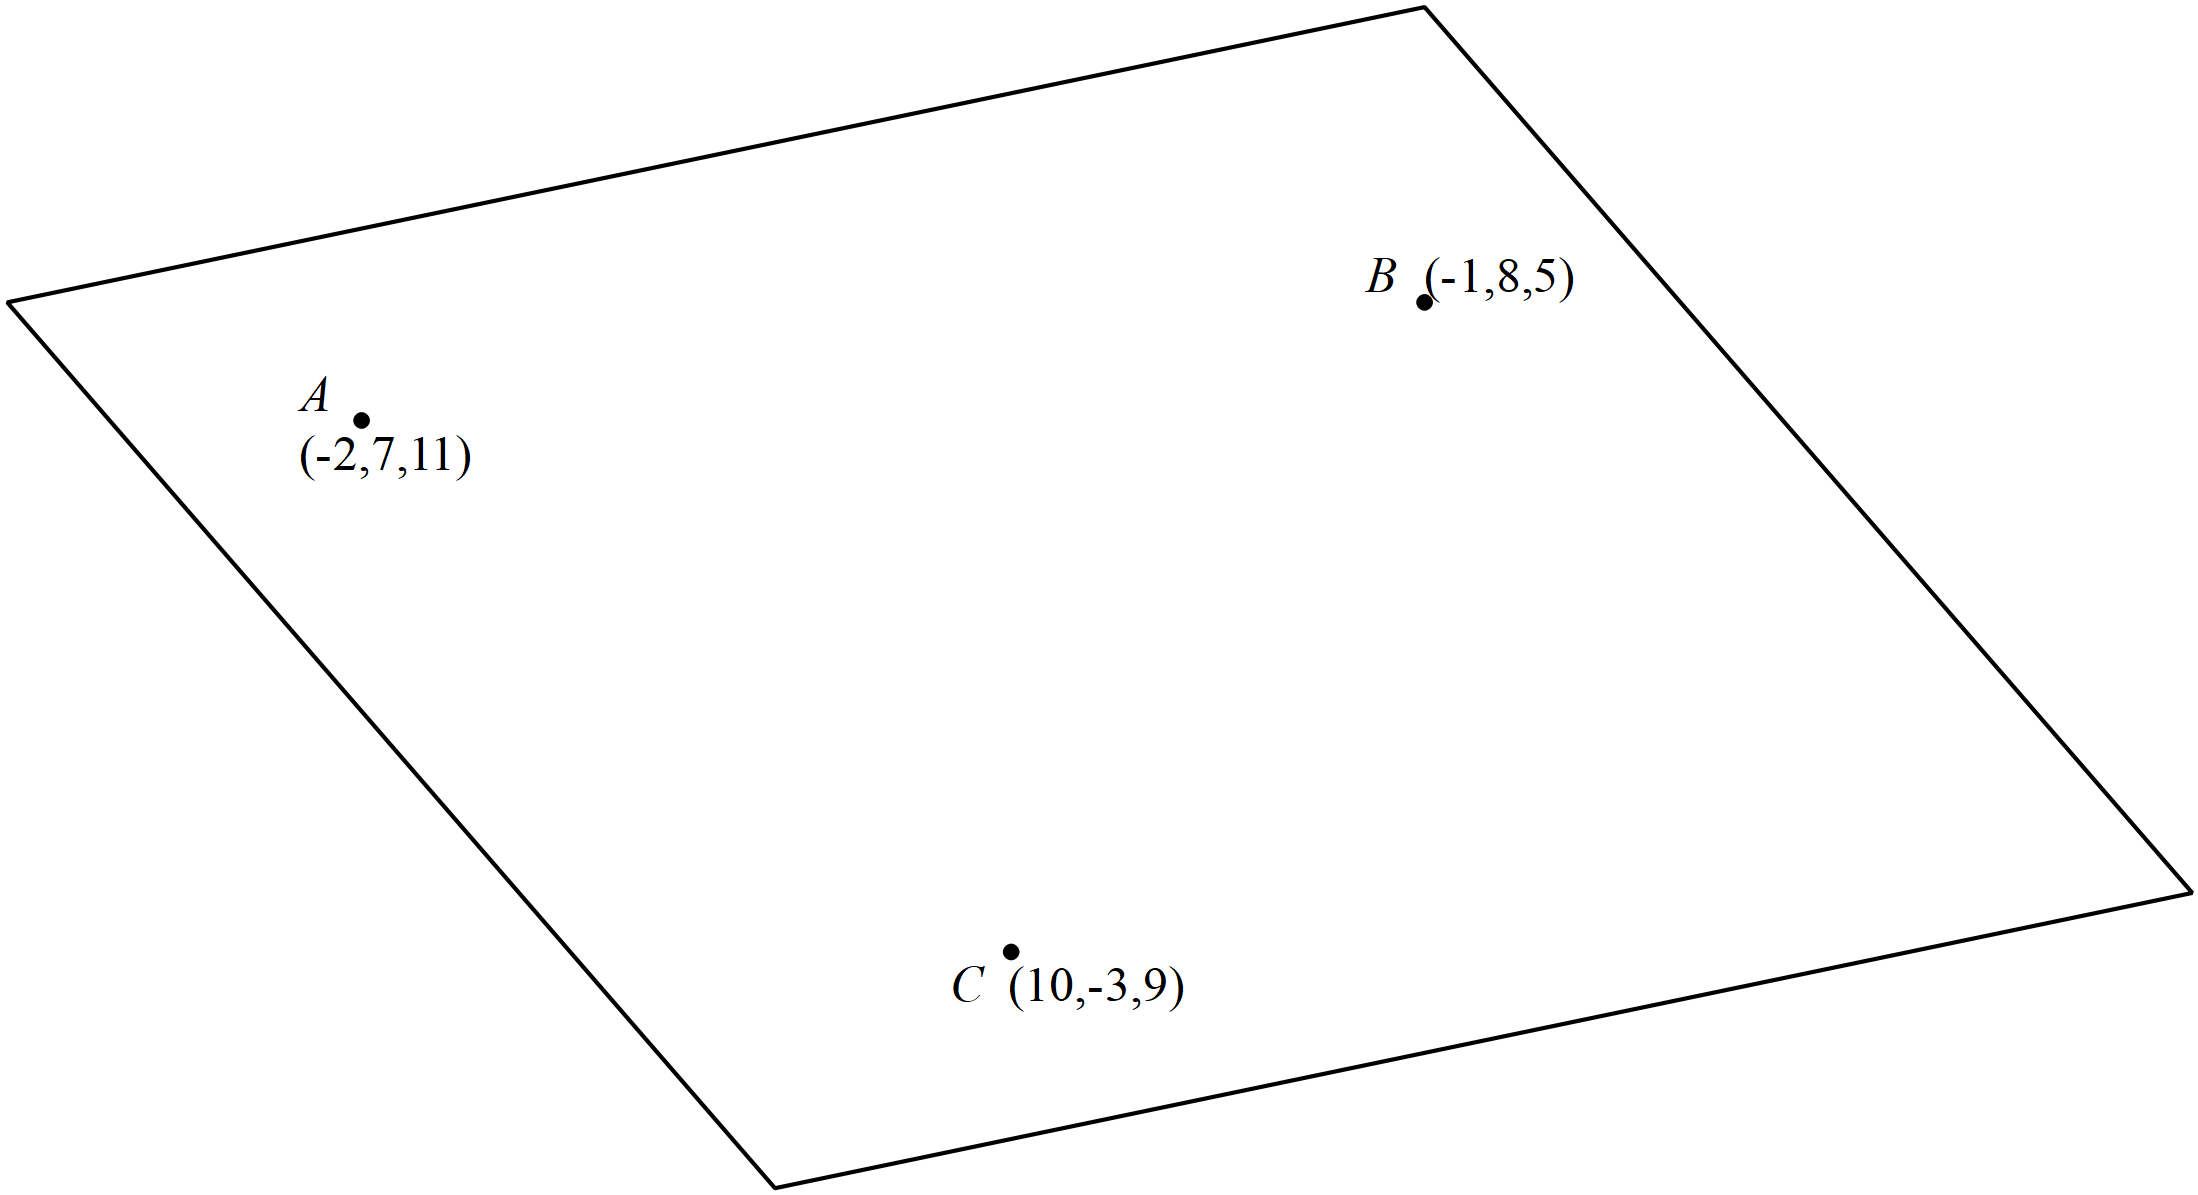 B (-1,8,5)
A
(-2,7,11)
C (10,-3,9)